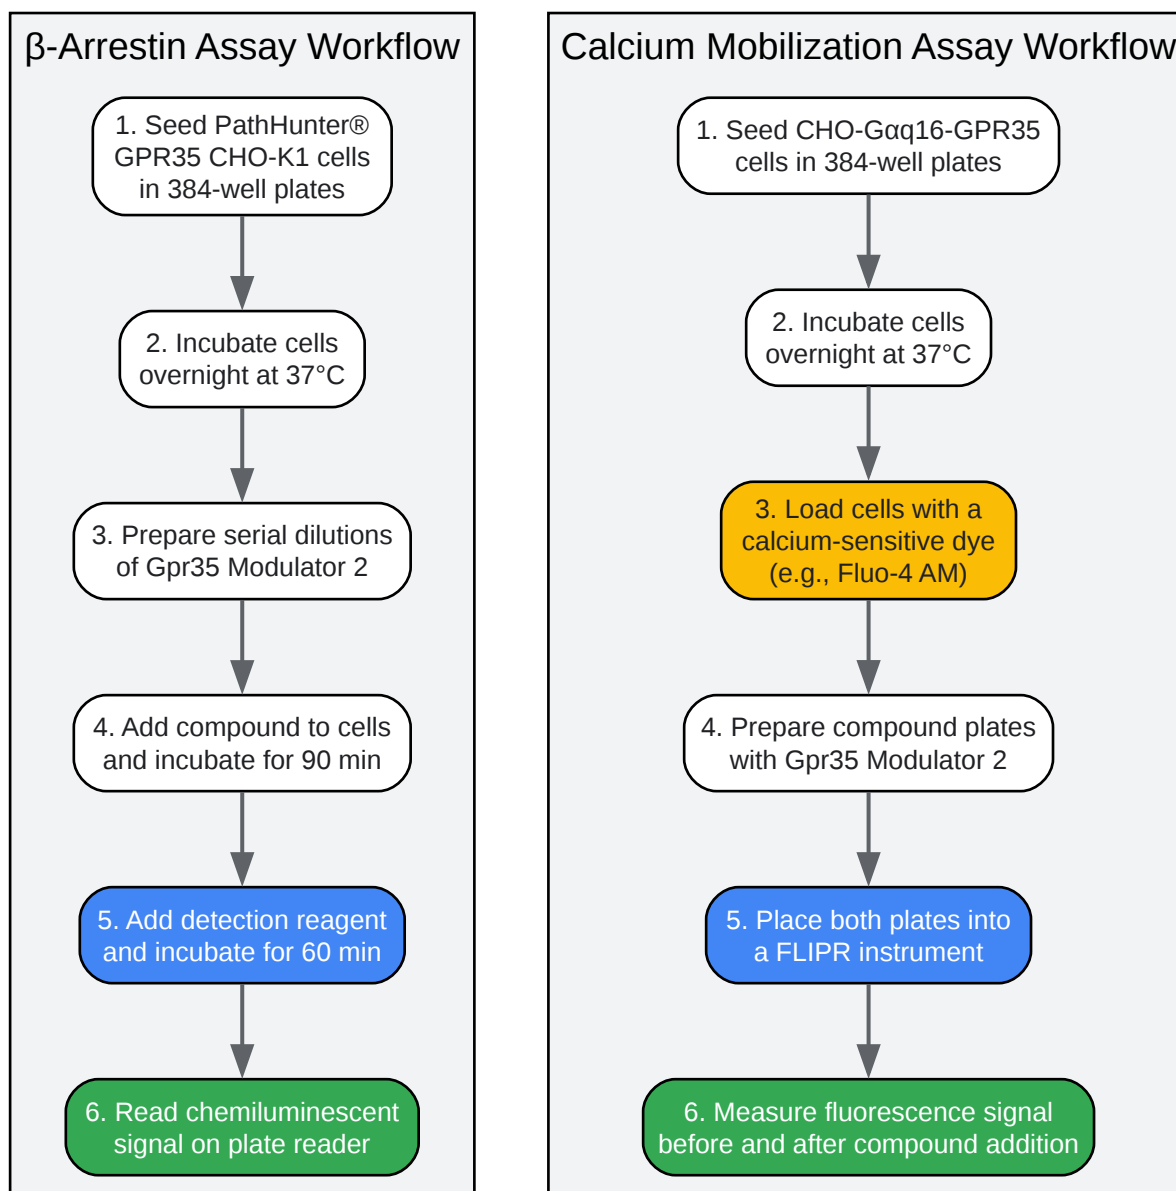 β-Arrestin Assay Workflow
1. Seed PathHunter®
GPR35 CHO-K1 cells
in 384-well plates
2. Incubate cells
overnight at 37°C
3. Prepare serial dilutions
of Gpr35 Modulator 2
4. Add compound to cells
and incubate for 90 min
5. Add detection reagent
and incubate for 60 min
6. Read chemiluminescent
signal on plate reader
Calcium Mobilization Assay Workflow
1. Seed CHO-Gαq16-GPR35
cells in 384-well plates
2. Incubate cells
overnight at 37°C
3. Load cells with a
calcium-sensitive dye
(e.g., Fluo-4 AM)
4. Prepare compound plates
with Gpr35 Modulator 2
5. Place both plates into
a FLIPR instrument
6. Measure fluorescence signal
before and after compound addition